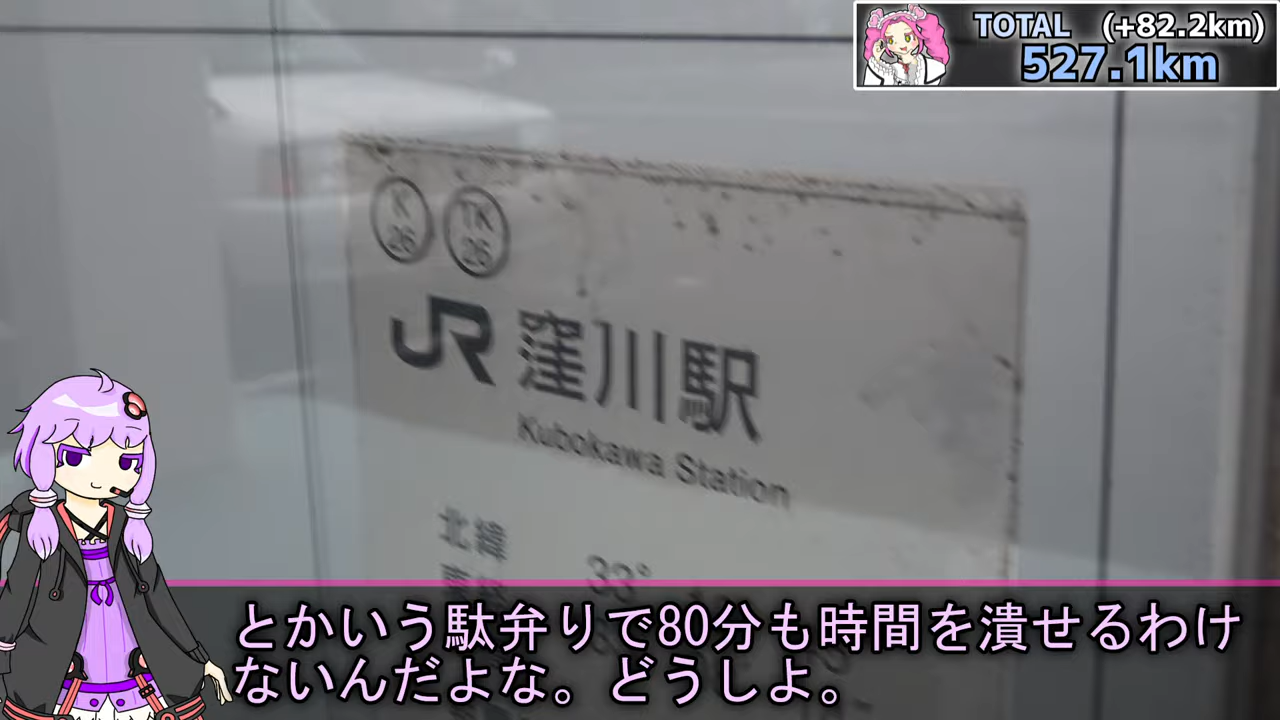 TOTAL (+82.2km)
527.1km
K
26
TK
26
JR 窪川駅
Kubokawa Station
北緯 33°
とかいう駄弁りで80分も時間を潰せるわけ
ないんだよな。どうしよ。